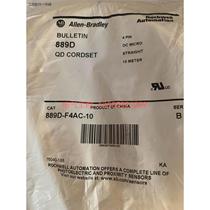 Allen-Bradley
Rockwell Automation
BULLETIN
889D
QD CORDSET
4 PIN
DC MICRO
STRAIGHT
10 METER
CAT
PRODUCT OF CHINA
SER
889D-F4AC-10
B
KA
ROCKWELL AUTOMATION OFFERS A COMPLETE
LINE OF
PHOTOELECTRIC AND PROXIMITY SENSORS